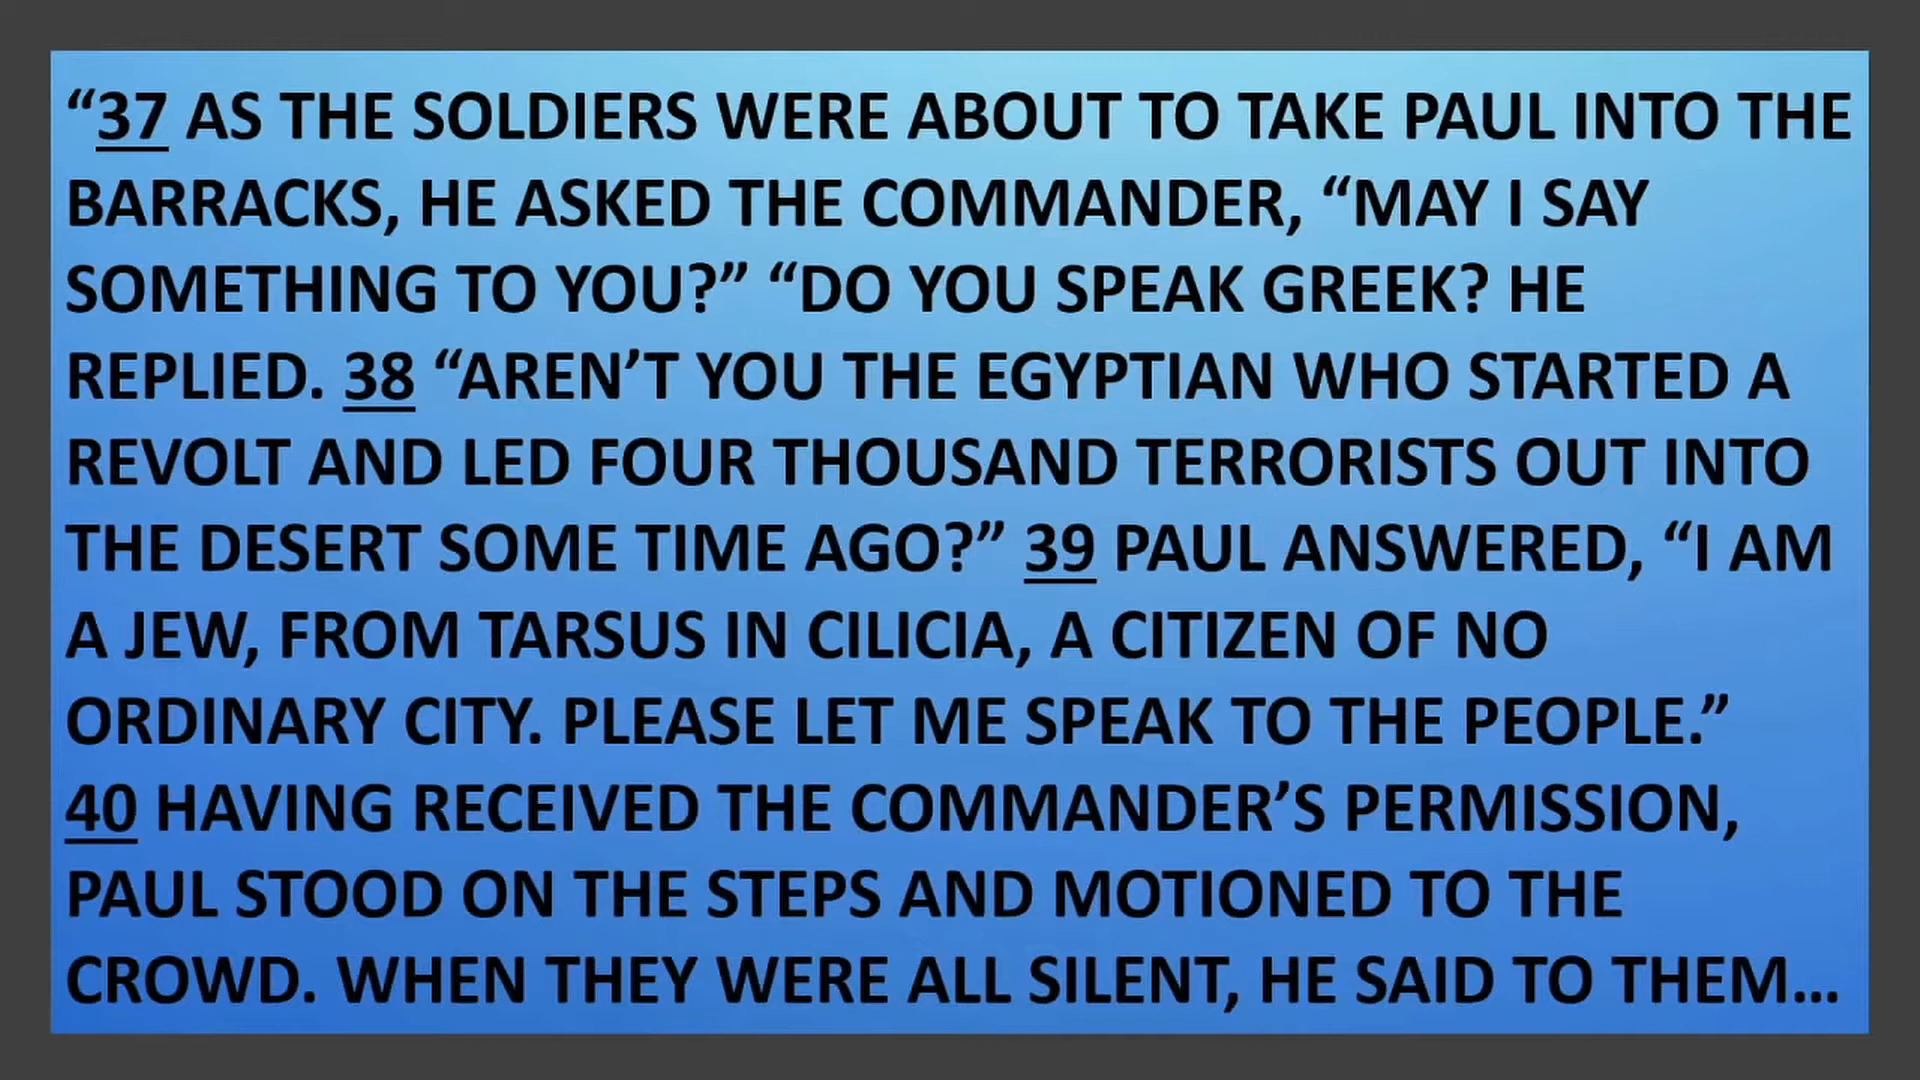 “37 AS THE SOLDIERS WERE ABOUT TO TAKE PAUL INTO THE
BARRACKS, HE ASKED THE COMMANDER, “MAY I SAY
SOMETHING TO YOU?” “DO YOU SPEAK GREEK? HE
REPLIED. 38 “AREN’T YOU THE EGYPTIAN WHO STARTED A
REVOLT AND LED FOUR THOUSAND TERRORISTS OUT INTO
THE DESERT SOME TIME AGO?” 39 PAUL ANSWERED, “I AM
A JEW, FROM TARSUS IN CILICIA, A CITIZEN OF NO
ORDINARY CITY. PLEASE LET ME SPEAK TO THE PEOPLE.”
40 HAVING RECEIVED THE COMMANDER’S PERMISSION,
PAUL STOOD ON THE STEPS AND MOTIONED TO THE
CROWD. WHEN THEY WERE ALL SILENT, HE SAID TO THEM…